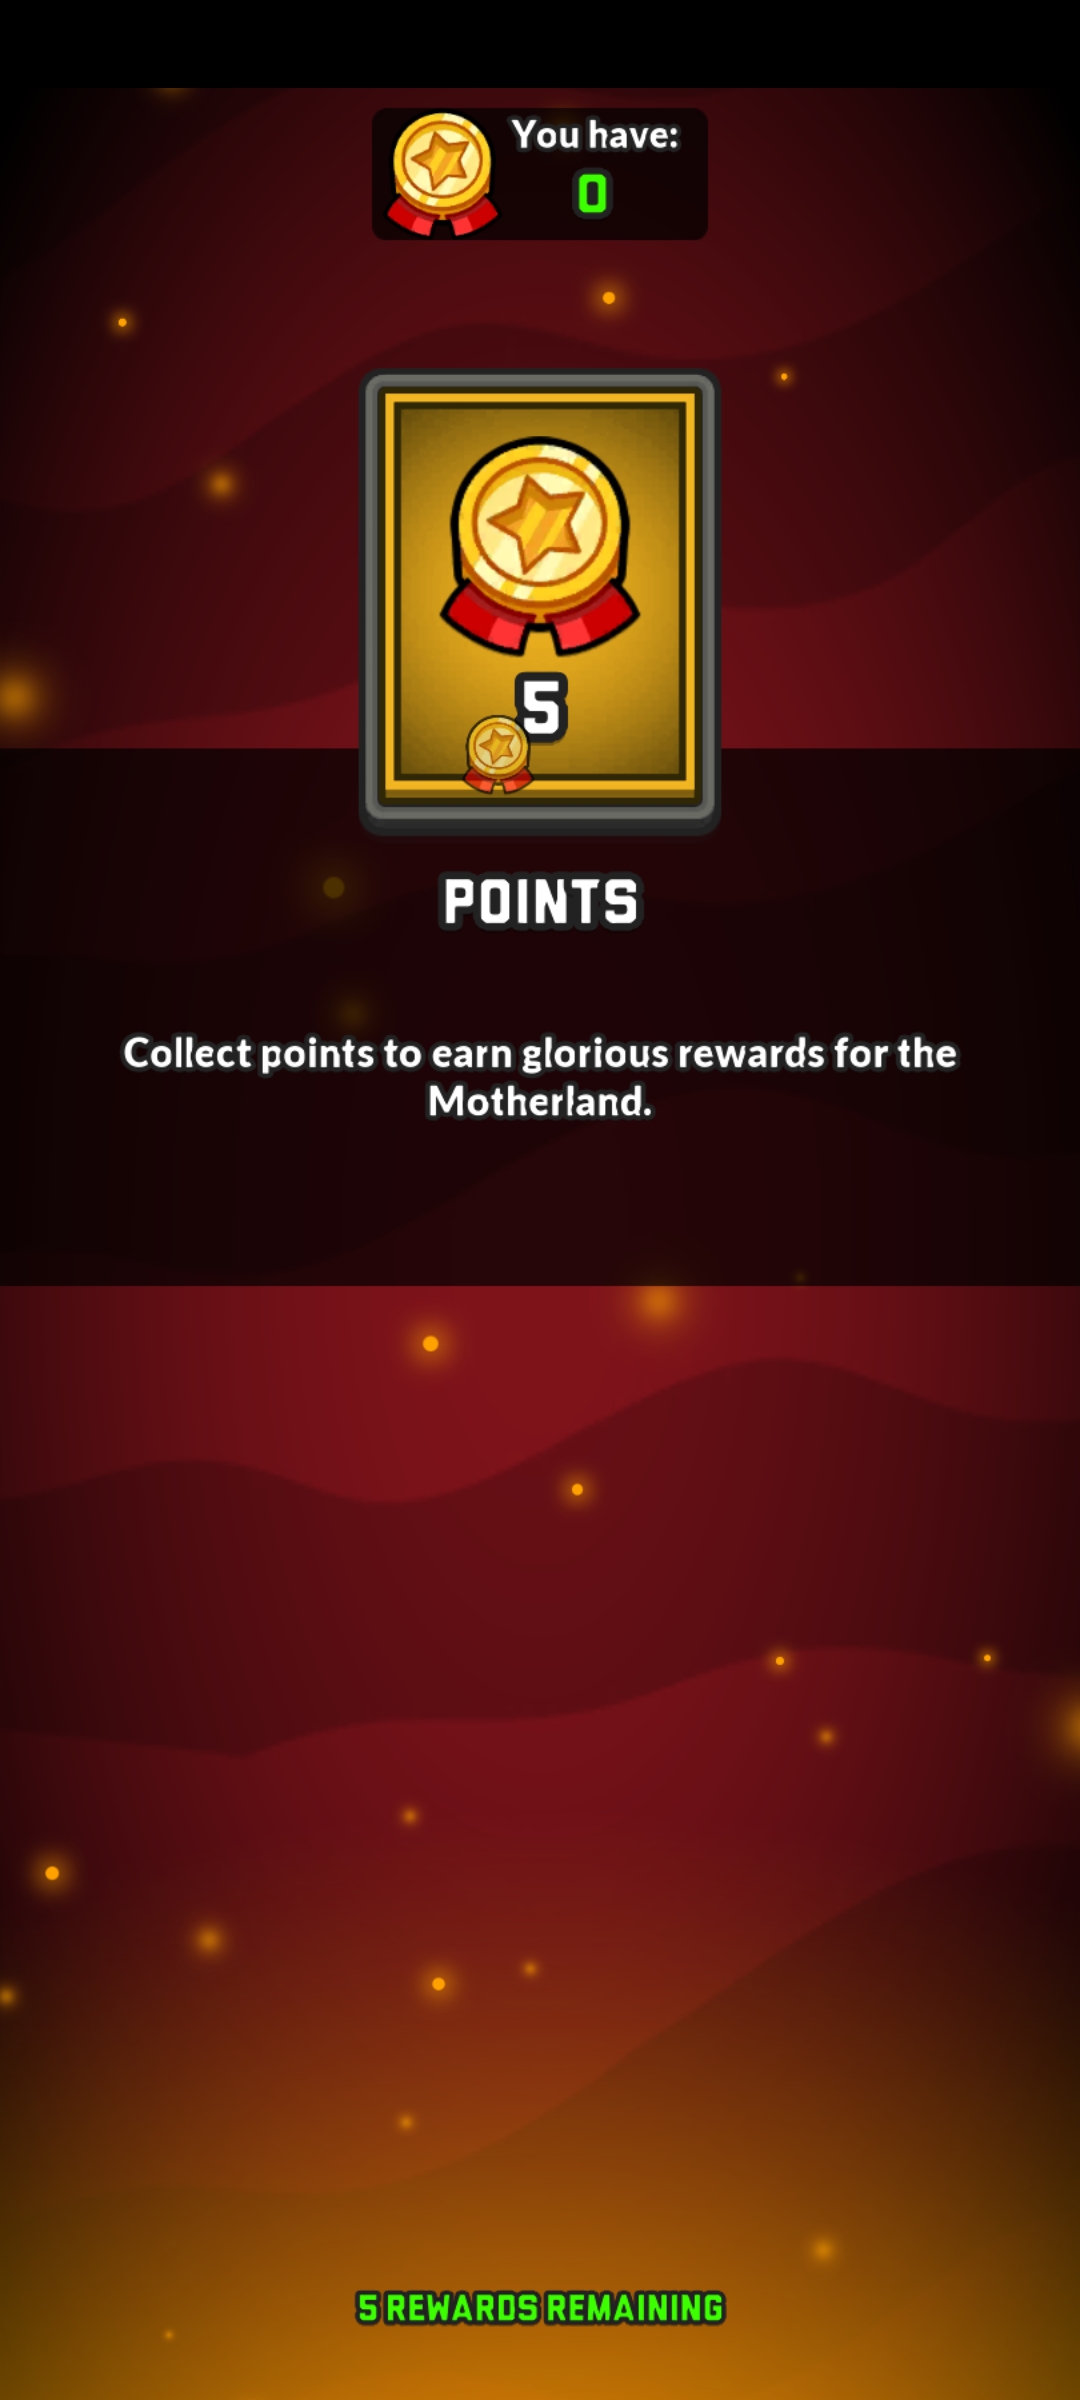 You have:
0
5
POINTS
Collect points to earn glorious rewards for the
Motherland.
5 REWARDS REMAINING